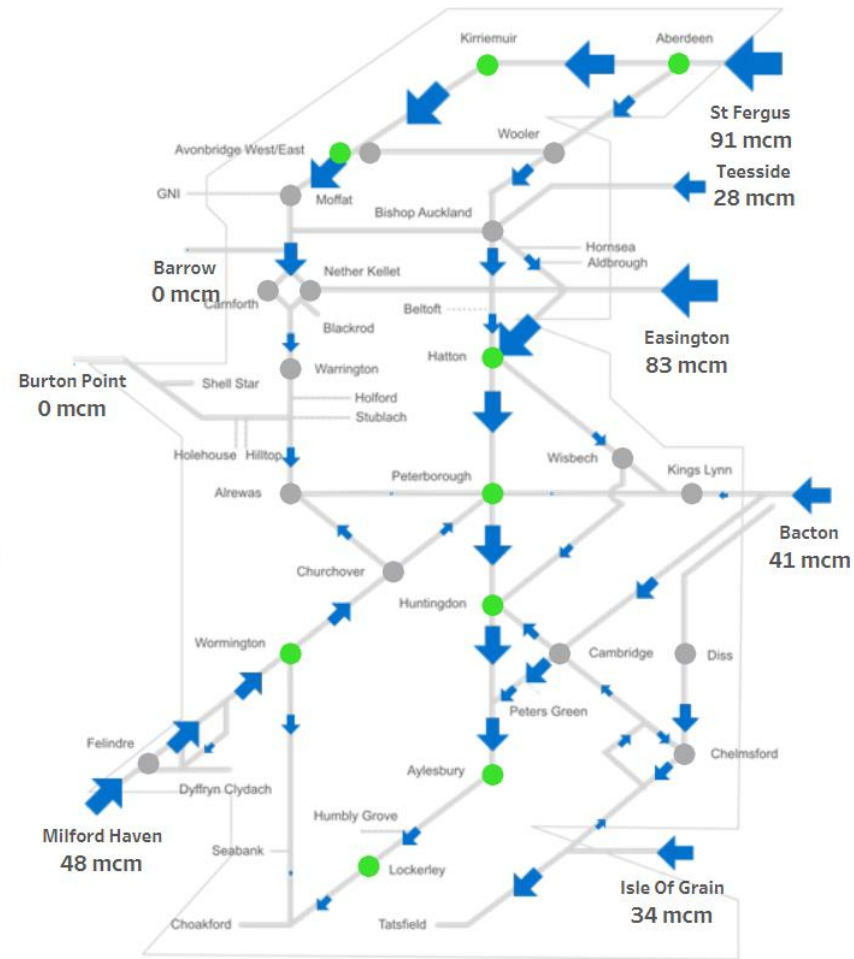 Kirriemuir
Aberdeen
St Fergus
91 mcm
Avonbridge West/East
Wooler
Teesside
28 mcm
GNI
Moffat
Bishop Auckland
Hornsea
Aldbrough
Barrow
0 mcm
Nether Kellet
Carnforth
Beltoft
Blackrod
Easington
83 mcm
Hatton
Warrington
Burton Point
0 mcm
Shell Star
Holford
Stublach
Holehouse
Hilltop
Wisbech
Kings Lynn
Peterborough
Alrewas
Bacton
41 mcm
Churchover
Huntingdon
Wormington
Cambridge
Diss
Peters Green
Felindre
Chelmsford
Aylesbury
Dyffryn Clydach
Humbly Grove
Milford Haven
48 mcm
Seabank
Lockerley
Isle Of Grain
34 mcm
Choakford
Tatsfield